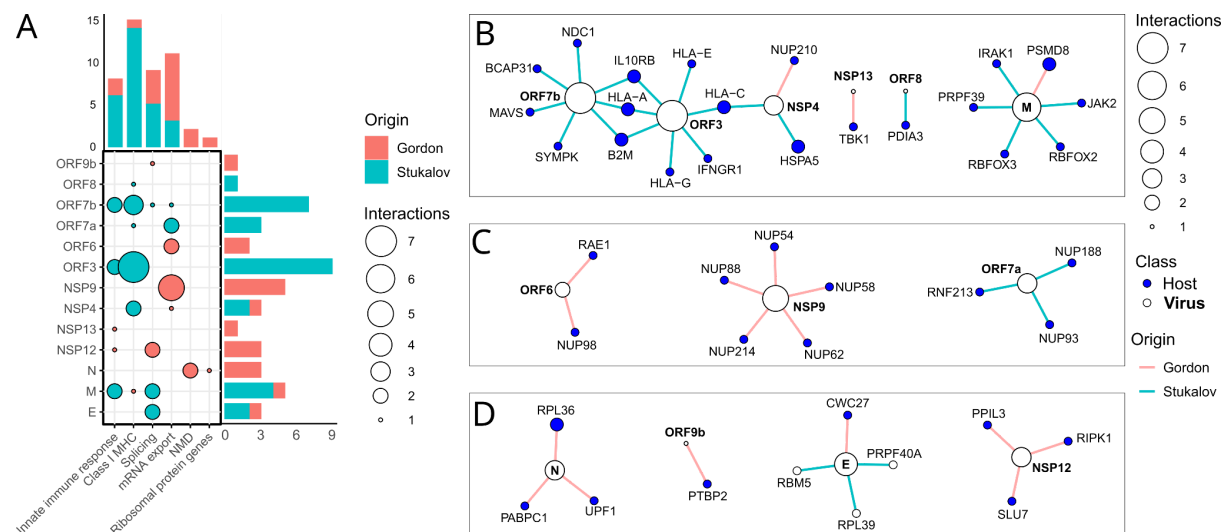 A
15
10
5
0
Origin
Gordon
Stukalov
Interactions
7
6
5
4
3
2
1
ORF9b
ORF8
ORF7b
ORF7a
ORF6
ORF3
NSP9
NSP4
NSP13
NSP12
N
M
E
0
3
6
9
Innate immune response
Class I MHC
Splicing
mRNA export
NMD
Ribosomal protein genes
B
NDC1
BCAP31
IL10RB
HLA-E
NUP210
ORF7b
HLA-A
HLA-C
MAVS
ORF3
NSP4
SYMPK
B2M
HLA-G
IFNGR1
HSPA5
NSP13
TBK1
ORF8
PDIA3
IRAK1
PSMD8
PRPF39
M
JAK2
RBFOX3
RBFOX2
C
RAE1
ORF6
NUP98
NUP54
NUP88
NUP58
NSP9
NUP214
NUP62
ORF7a
NUP188
RNF213
NUP93
D
RPL36
N
PABPC1
UPF1
ORF9b
PTBP2
CWC27
E
PRPF40A
RBM5
RPL39
PPIL3
RIPK1
NSP12
SLU7
Interactions
7
6
5
4
3
2
1
Class
Host
Virus
Origin
Gordon
Stukalov